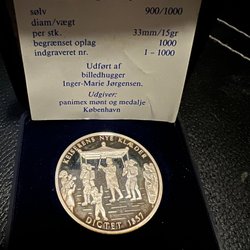 sølv 900/1000
diam/vægt
per stk. 33mm/15gr
begrænset oplag 1000
indgraveret nr. 1 - 1000
Udført af
billedhugger
Inger-Marie Jørgensen.
Udgiver:
panimex mønt og medalje
København
KEJSERENS NYE KLÆDER
DIGTET 1837